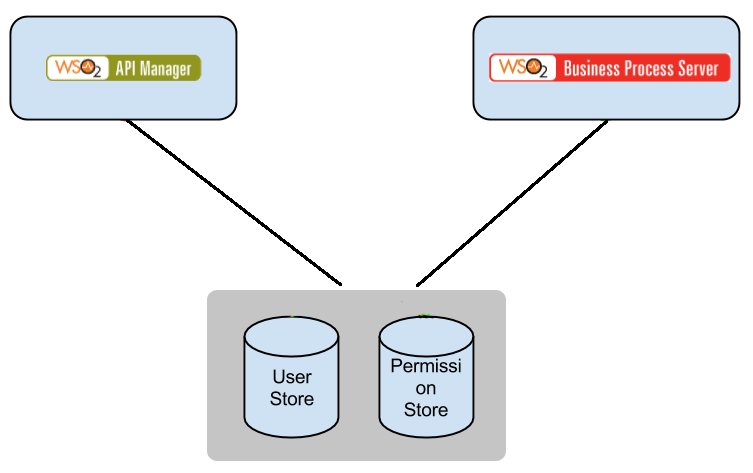 WSO2 API Manager
WSO2 Business Process Server
User
Store
Permissi
on
Store